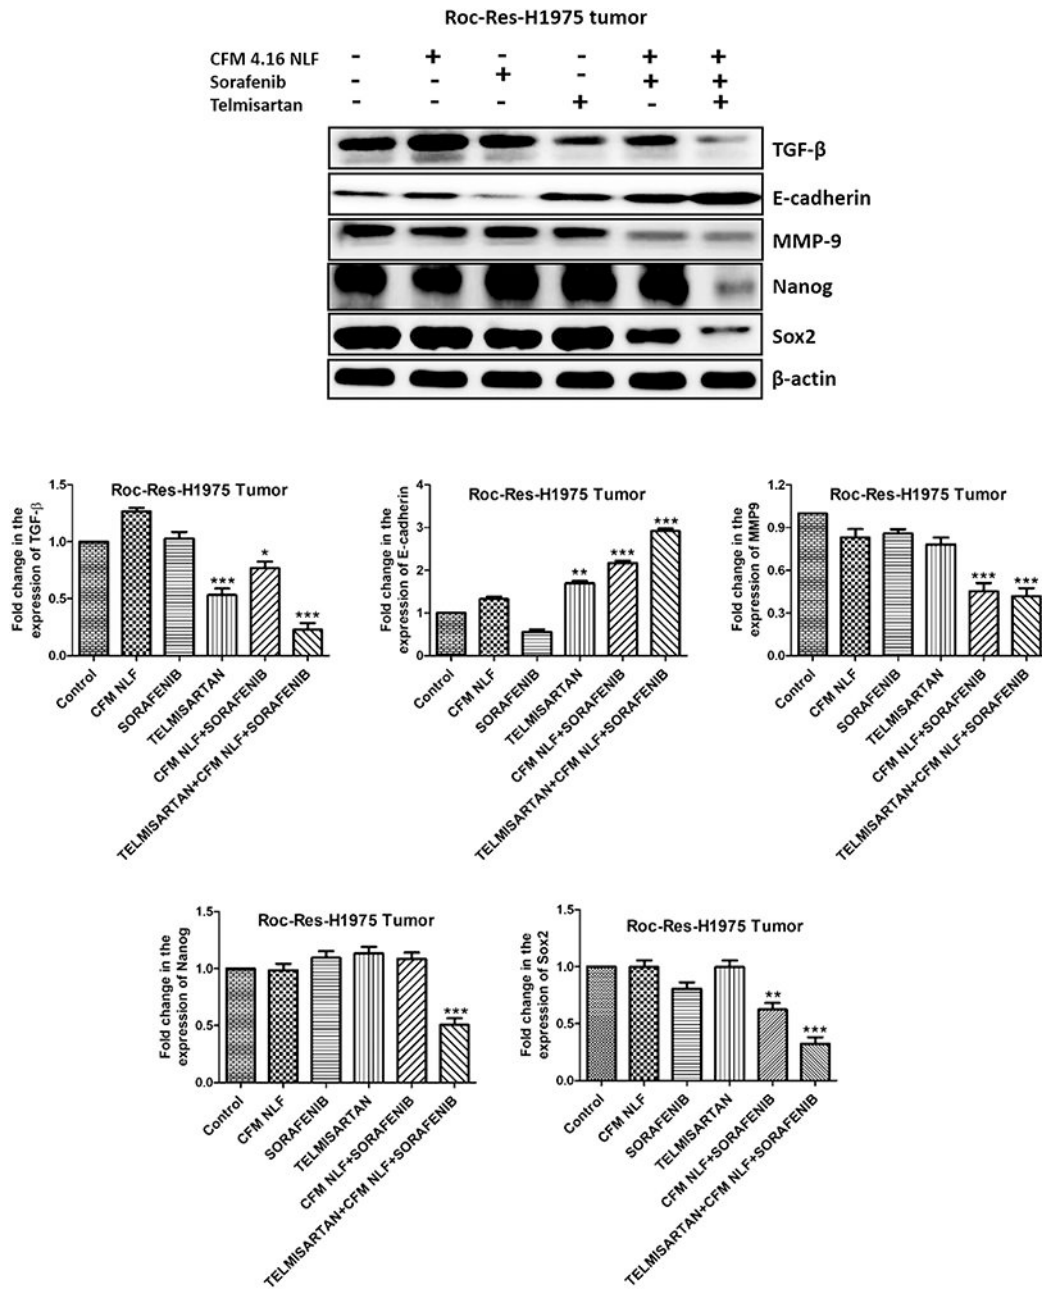 Roc-Res-H1975 tumor
CFM 4.16 NLF - + - - + +
Sorafenib - - + - + +
Telmisartan - - - + - +
TGF-β
E-cadherin
MMP-9
Nanog
Sox2
β-actin
Roc-Res-H1975 Tumor
Fold change in the
expression of TGF-β
1.5
1.0
0.5
0.0
***
*
***
Control
CFM NLF
SORAFENIB
TELMISARTAN
CFM NLF+SORAFENIB
TELMISARTAN+CFM NLF+SORAFENIB
Roc-Res-H1975 Tumor
Fold change in the
expression of E-cadherin
4
3
2
1
0
**
***
***
Control
CFM NLF
SORAFENIB
TELMISARTAN
CFM NLF+SORAFENIB
TELMISARTAN+CFM NLF+SORAFENIB
Roc-Res-H1975 Tumor
Fold change in the
expression of MMP9
1.2
0.9
0.6
0.3
0.0
***
***
Control
CFM NLF
SORAFENIB
TELMISARTAN
CFM NLF+SORAFENIB
TELMISARTAN+CFM NLF+SORAFENIB
Roc-Res-H1975 Tumor
Fold change in the
expression of Nanog
1.5
1.0
0.5
0.0
***
Control
CFM NLF
SORAFENIB
TELMISARTAN
CFM NLF+SORAFENIB
TELMISARTAN+CFM NLF+SORAFENIB
Roc-Res-H1975 Tumor
Fold change in the
expression of Sox2
1.5
1.0
0.5
0.0
**
***
Control
CFM NLF
SORAFENIB
TELMISARTAN
CFM NLF+SORAFENIB
TELMISARTAN+CFM NLF+SORAFENIB